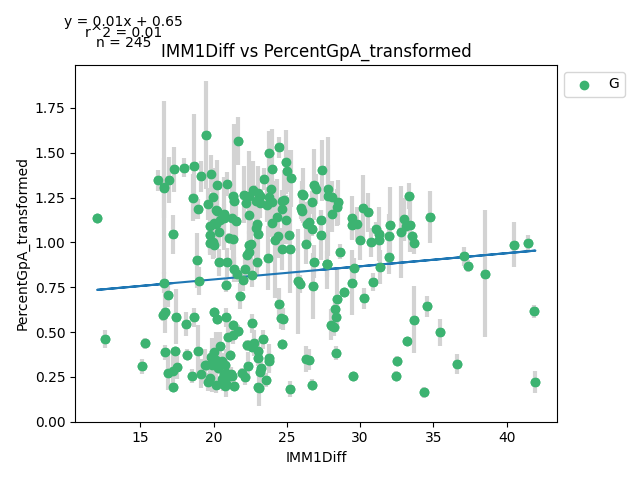 y = 0.01x + 0.65
r^2 = 0.01
n = 245
IMM1Diff vs PercentGpA_transformed
G
PercentGpA_transformed
1.75
1.50
1.25
1.00
0.75
0.50
0.25
0.00
15 20 25 30 35 40
IMM1Diff